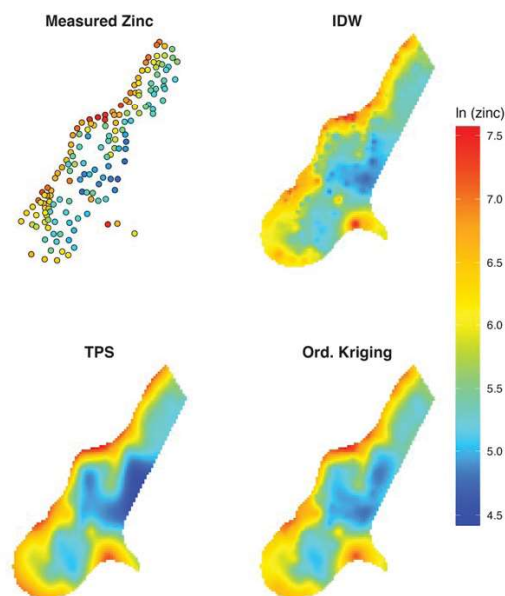 Measured Zinc
IDW
ln (zinc)
7.5
7.0
6.5
6.0
5.5
5.0
4.5
TPS
Ord. Kriging